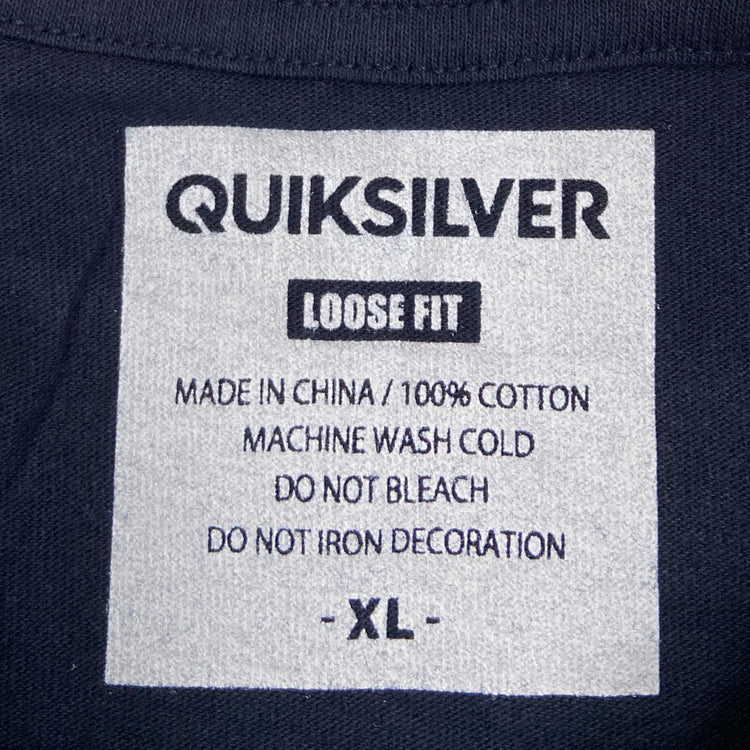 QUIKSILVER
LOOSE FIT
MADE IN CHINA / 100% COTTON
MACHINE WASH COLD
DO NOT BLEACH
DO NOT IRON DECORATION
- XL -